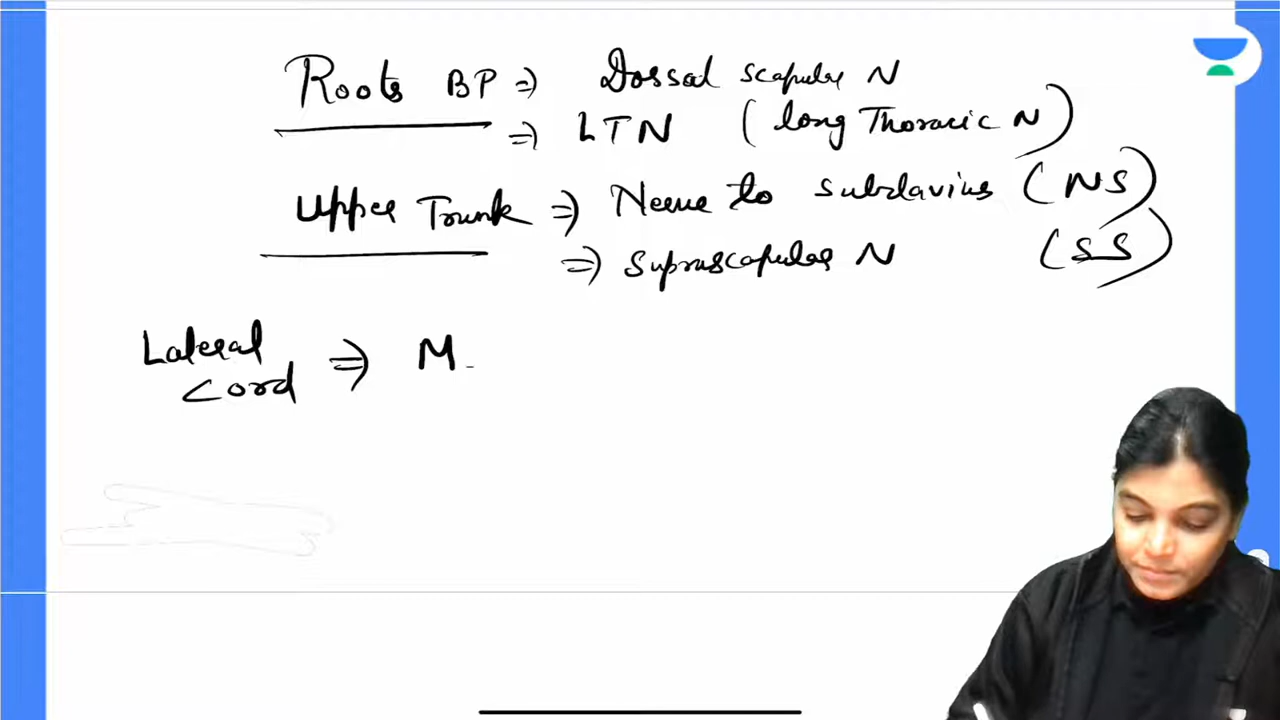 Roots BP ⇒ Dorsal scapular N
⇒ LTN (long Thoracic N)
Upper Trunk ⇒ Nerve to subclavius (NS)
⇒ Suprascapular N (SS)
Lateral
Cord ⇒ M